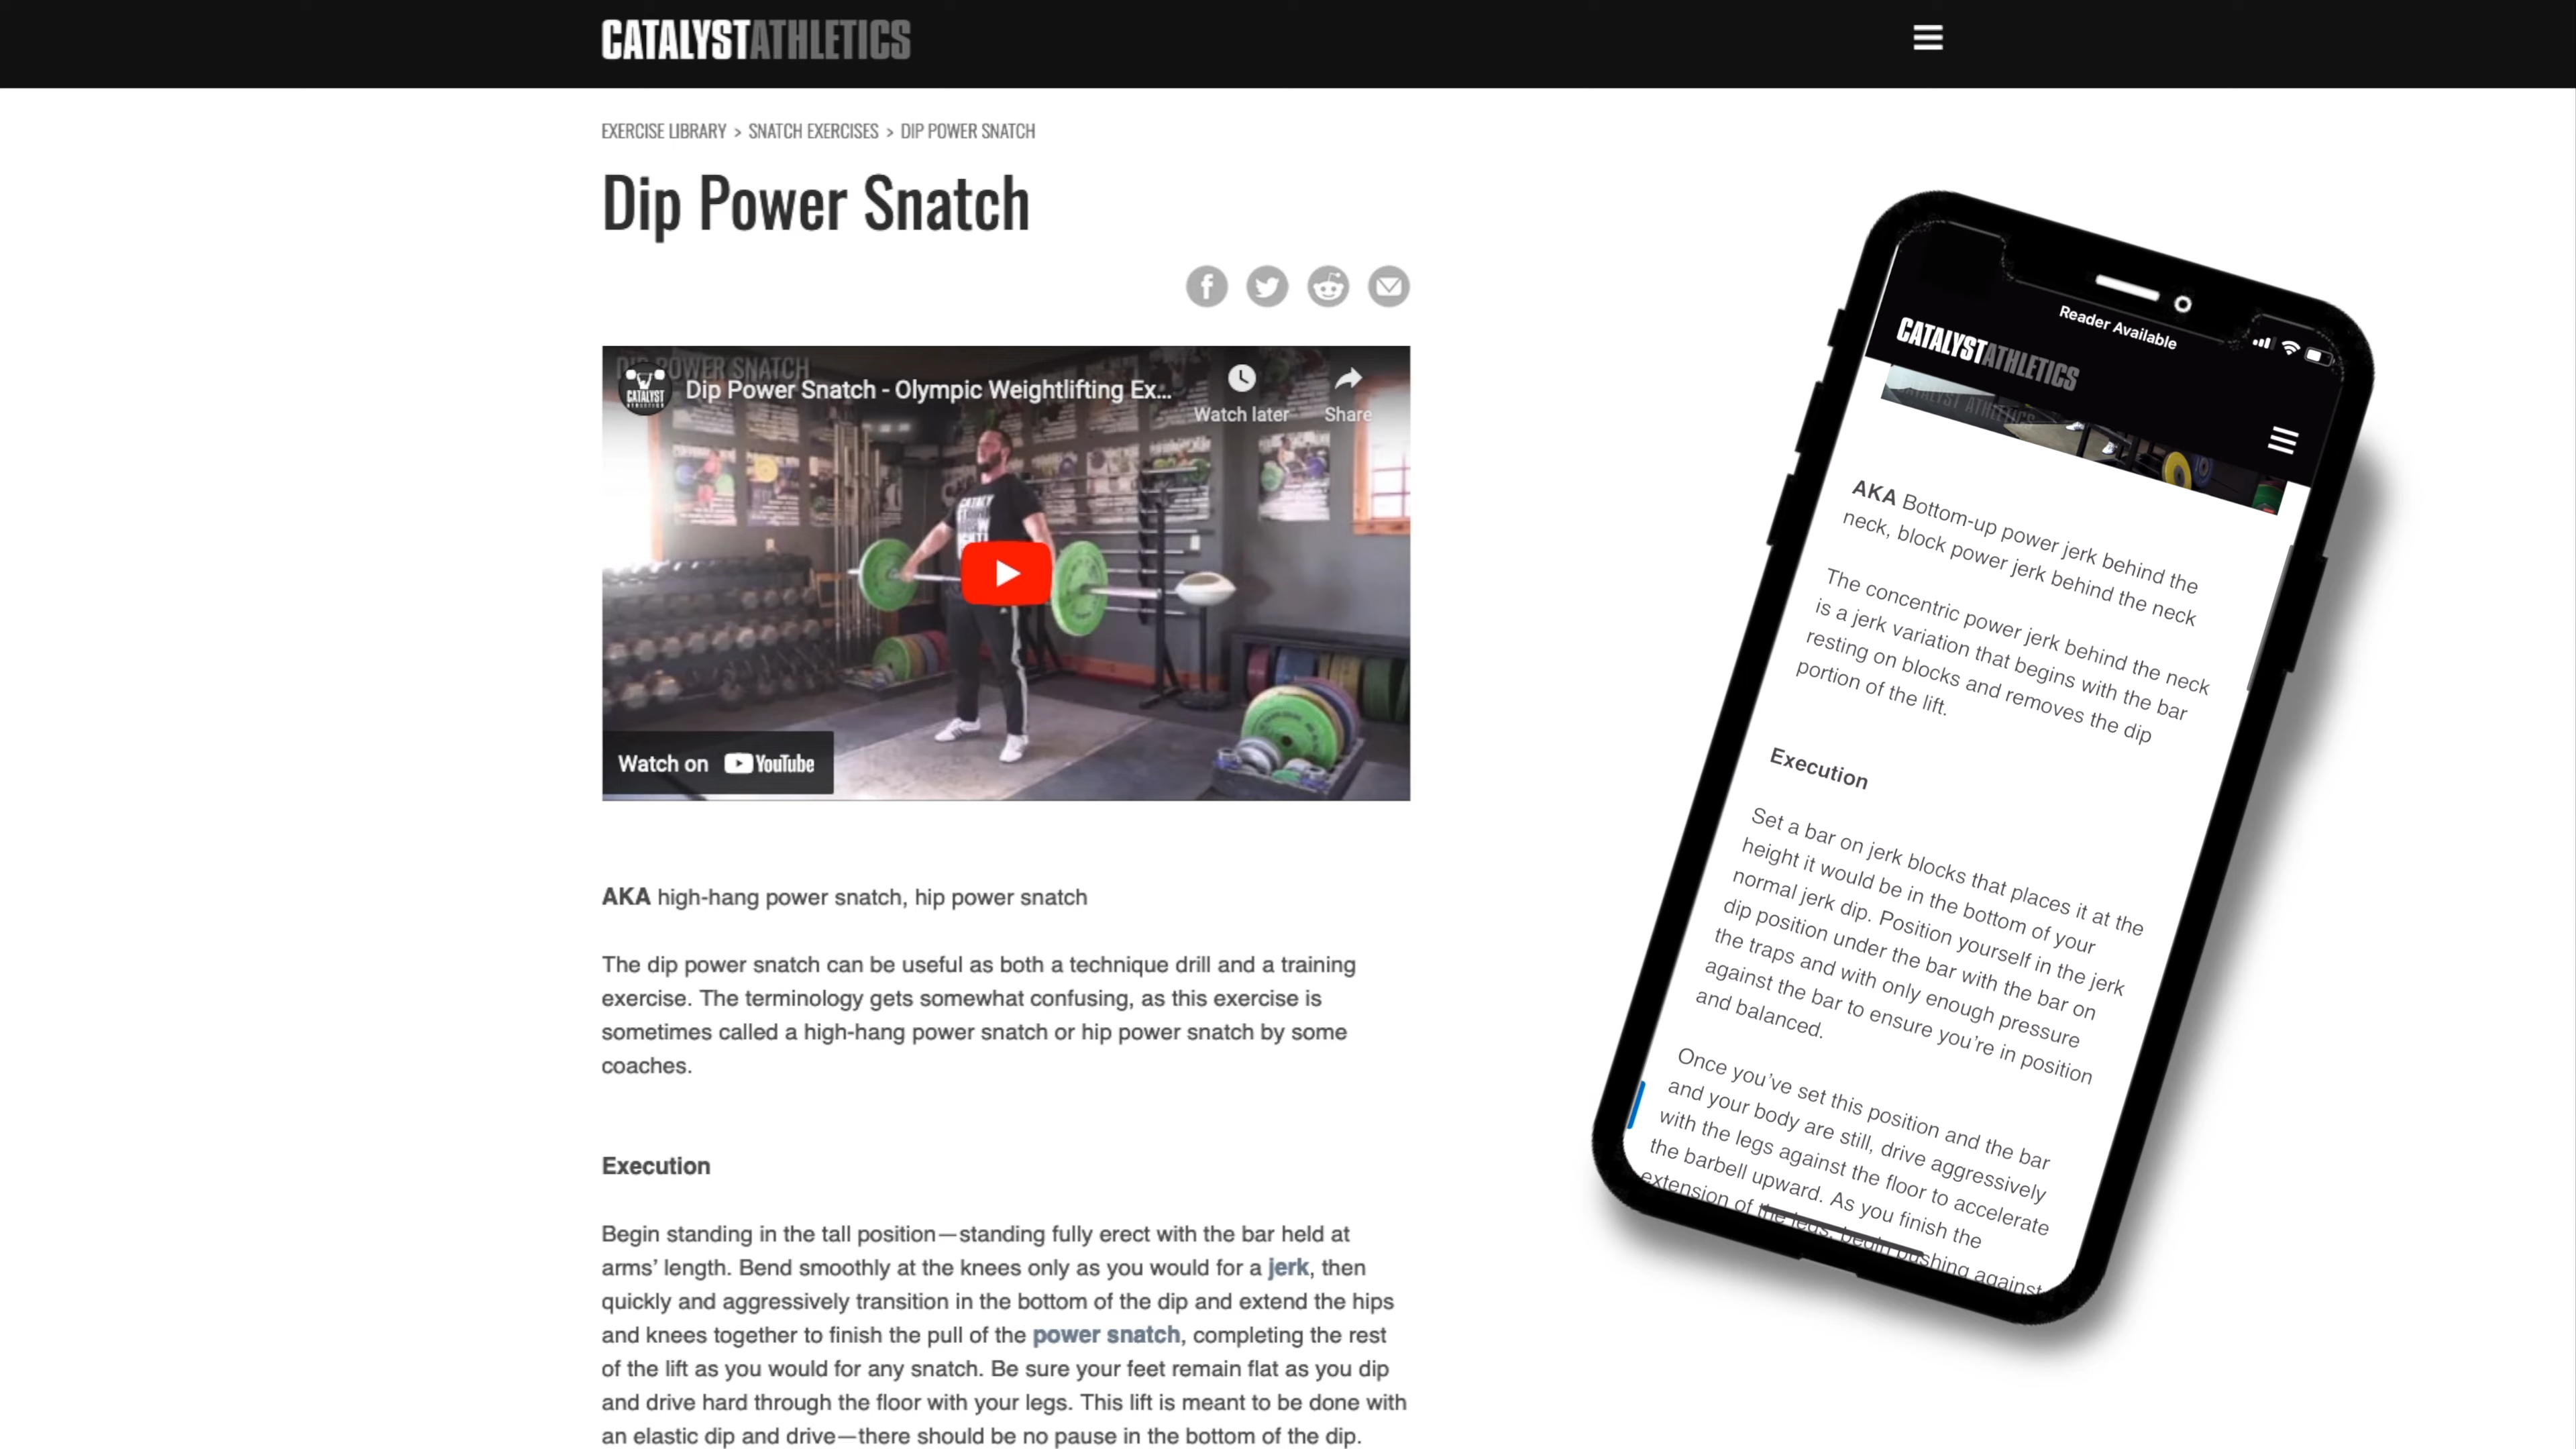 CATALYSTATHLETICS
EXERCISE LIBRARY > SNATCH EXERCISES > DIP POWER SNATCH
Dip Power Snatch
DIP POWER SNATCH
Dip Power Snatch - Olympic Weightlifting Ex...
Watch later
Share
CATALYST
ATHLETICS
Watch on YouTube
AKA high-hang power snatch, hip power snatch
The dip power snatch can be useful as both a technique drill and a training
exercise. The terminology gets somewhat confusing, as this exercise is
sometimes called a high-hang power snatch or hip power snatch by some
coaches.
Execution
Begin standing in the tall position—standing fully erect with the bar held at
arms’ length. Bend smoothly at the knees only as you would for a jerk, then
quickly and aggressively transition in the bottom of the dip and extend the hips
and knees together to finish the pull of the power snatch, completing the rest
of the lift as you would for any snatch. Be sure your feet remain flat as you dip
and drive hard through the floor with your legs. This lift is meant to be done with
an elastic dip and drive—there should be no pause in the bottom of the dip.
Reader Available
CATALYSTATHLETICS
CATALYST ATHLETICS
AKA Bottom-up power jerk behind the
neck, block power jerk behind the neck
The concentric power jerk behind the neck
is a jerk variation that begins with the bar
resting on blocks and removes the dip
portion of the lift.
Execution
Set a bar on jerk blocks that places it at the
height it would be in the bottom of your
normal jerk dip. Position yourself in the jerk
dip position under the bar with the bar on
the traps and with only enough pressure
against the bar to ensure you’re in position
and balanced.
Once you’ve set this position and the bar
and your body are still, drive aggressively
with the legs against the floor to accelerate
the barbell upward. As you finish the
extension of the legs, begin pushing against